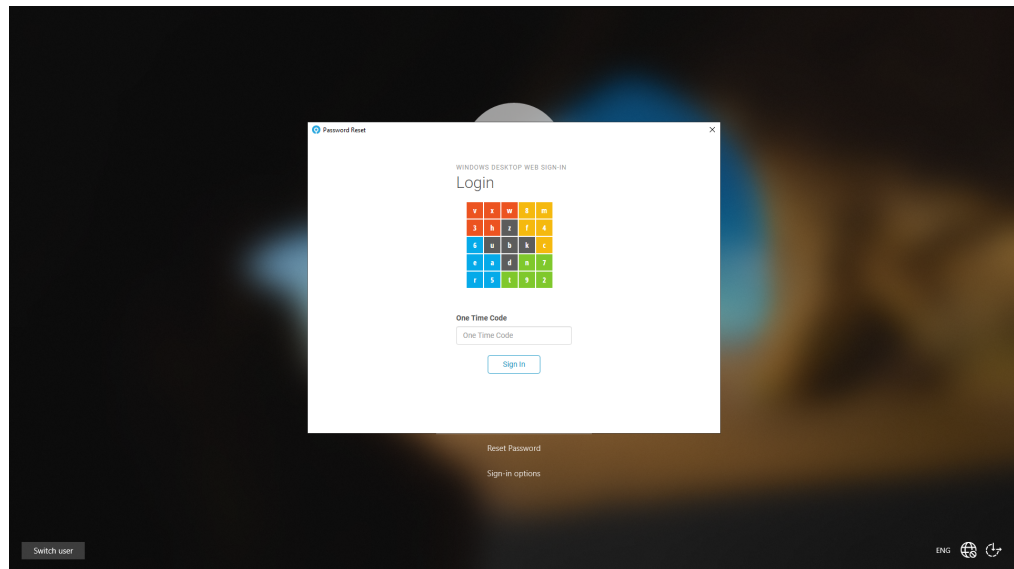 Password Reset
WINDOWS DESKTOP WEB SIGN-IN
Login
v x w 8 m
3 h z f 4
6 u b k c
e a d n 7
r 5 t 9 2
One Time Code
One Time Code
Sign In
Reset Password
Sign-in options
Switch user
ENG